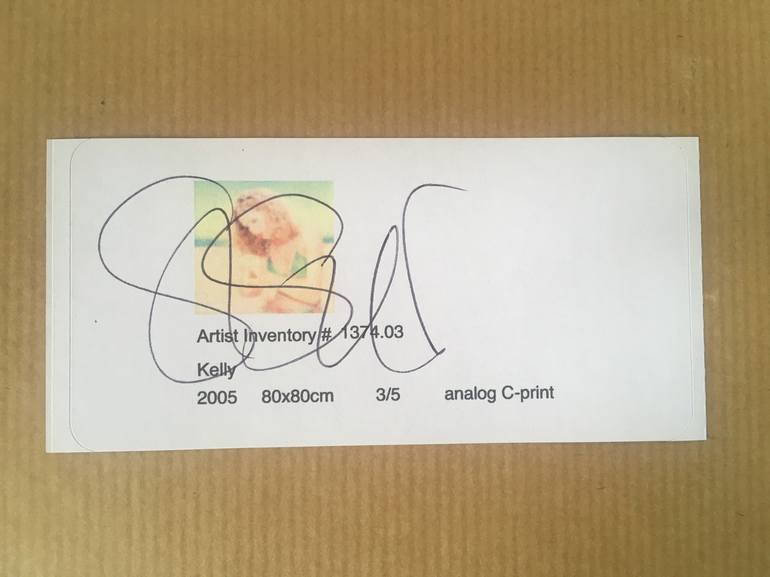 Artist Inventory # 1374.03
Kelly
2005 80x80cm 3/5 analog C-print